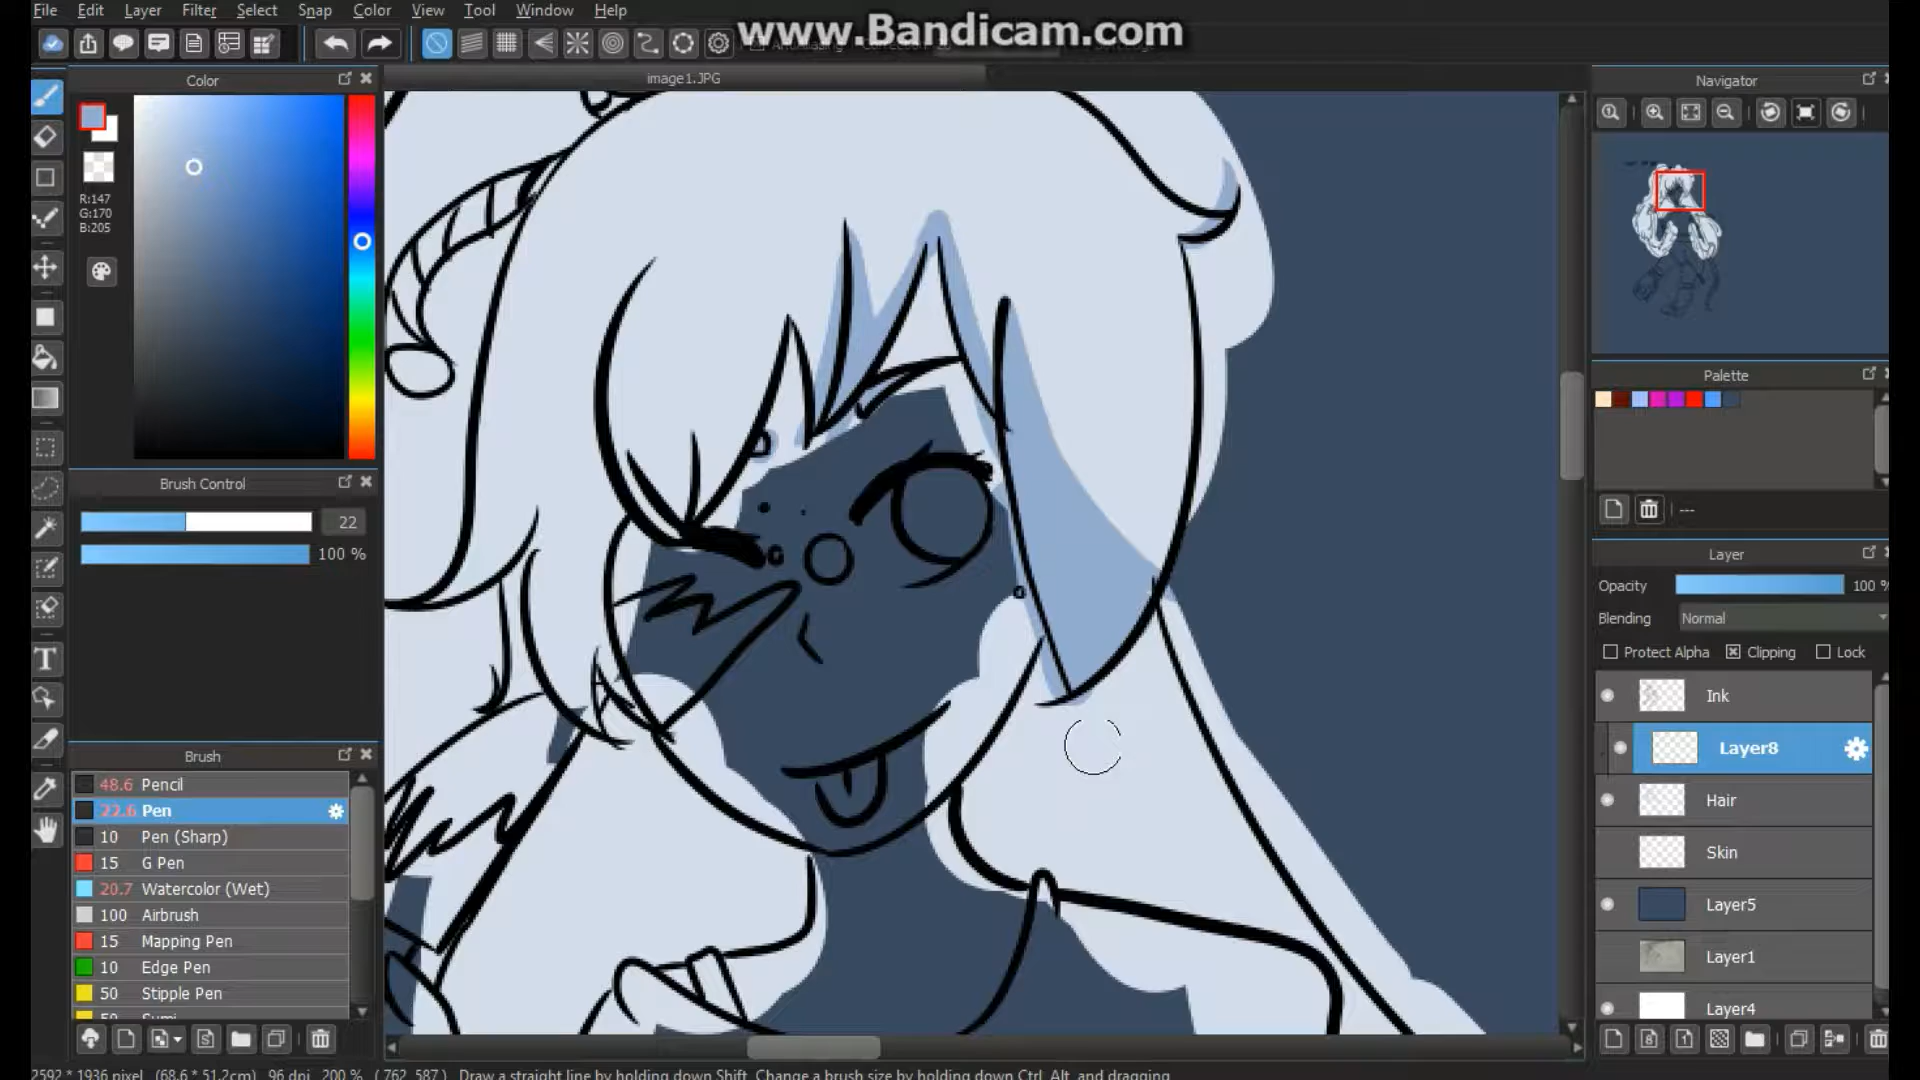 File Edit Layer Filter Select Snap Color View Tool Window Help
www.Bandicam.com
Color
image1.JPG
Navigator
R:147
G:170
B:205
Palette
Brush Control
22
---
100 %
Layer
Opacity 100 %
Blending Normal
Protect Alpha Clipping Lock
Ink
Layer8
Hair
Skin
Layer5
Layer1
Layer4
Brush
48.6 Pencil
22.6 Pen
10 Pen (Sharp)
15 G Pen
20.7 Watercolor (Wet)
100 Airbrush
15 Mapping Pen
10 Edge Pen
50 Stipple Pen
50 Sumi
2592 * 1936 pixel (68.6 * 51.2cm) 96 dpi 200 % ( 762, 587 ) Draw a straight line by holding down Shift, Change a brush size by holding down Ctrl, Alt, and dragging